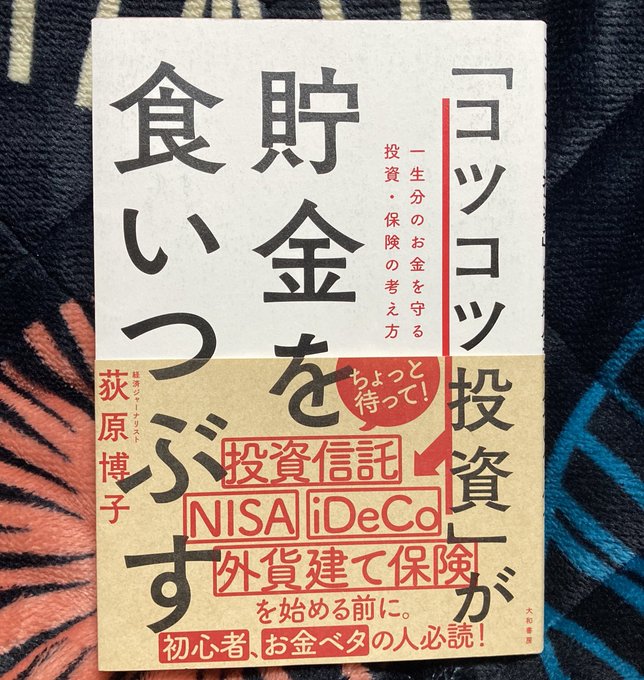 「コツコツ投資」が
貯金を
食いつぶす
一生分のお金を守る
投資・保険の考え方
経済ジャーナリスト
荻原博子
ちょっと
待って!
投資信託
NISA iDeCo
外貨建て保険
を始める前に。
初心者、お金ベタの人必読!
大和書房